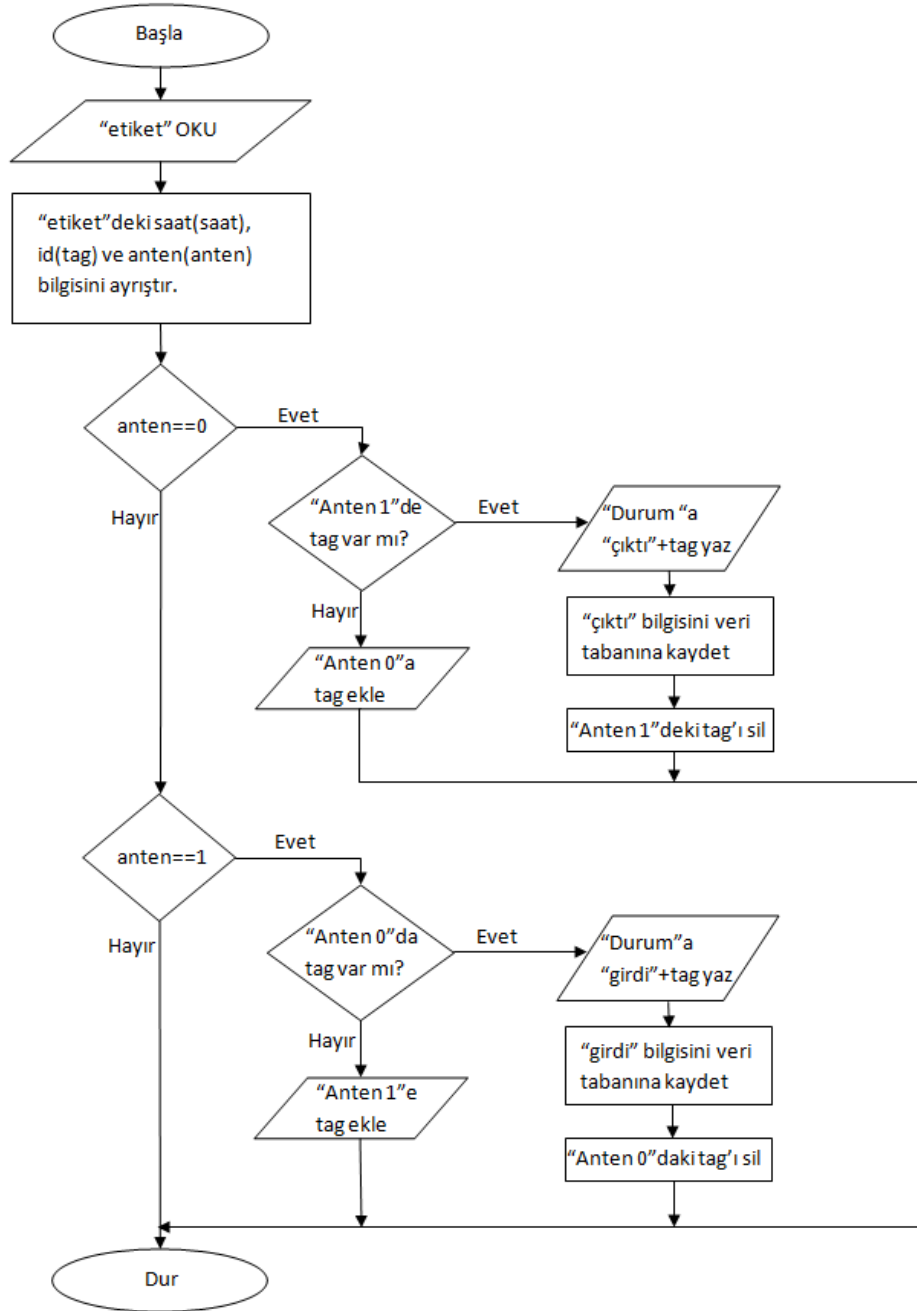 Başla
“etiket” OKU
“etiket”deki saat(saat),
id(tag) ve anten(anten)
bilgisini ayrıştır.
anten==0
Evet
Hayır
“Anten 1”de
tag var mı?
Evet
“Durum “a
“çıktı”+tag yaz
Hayır
“çıktı” bilgisini veri
tabanına kaydet
“Anten 0”a
tag ekle
“Anten 1”deki tag’ı sil
anten==1
Evet
Hayır
“Anten 0”da
tag var mı?
Evet
“Durum”a
“girdi”+tag yaz
Hayır
“girdi” bilgisini veri
tabanına kaydet
“Anten 1”e
tag ekle
“Anten 0”daki tag’ı sil
Dur